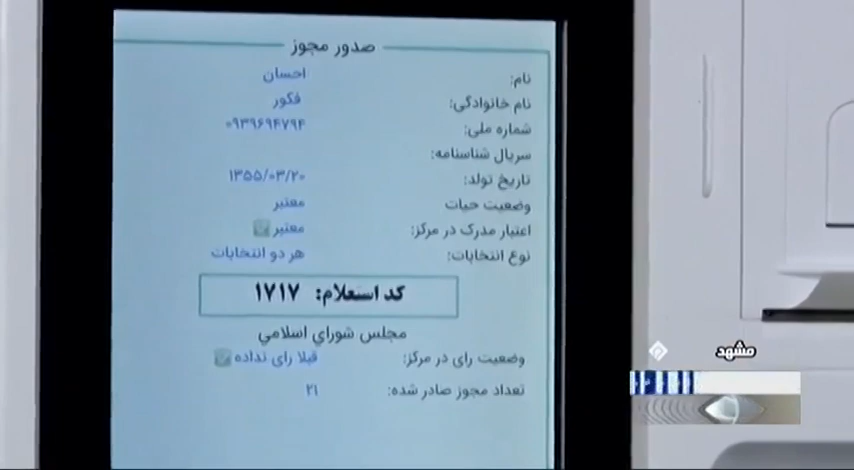 صدور مجوز
نام: احسان
نام خانوادگی: فکور
شماره ملی: ۰۹۳۹۶۹۴۷۹۴
سریال شناسنامه:
تاریخ تولد: ۱۳۵۵/۰۳/۲۰
وضعیت حیات معتبر
اعتبار مدرک در مرکز: معتبر
نوع انتخابات: هر دو انتخابات
کد استعلام: ۱۷۱۷
مجلس شورای اسلامی
وضعیت رای در مرکز: قبلا رای نداده
تعداد مجوز صادر شده: ۲۱
مشهد